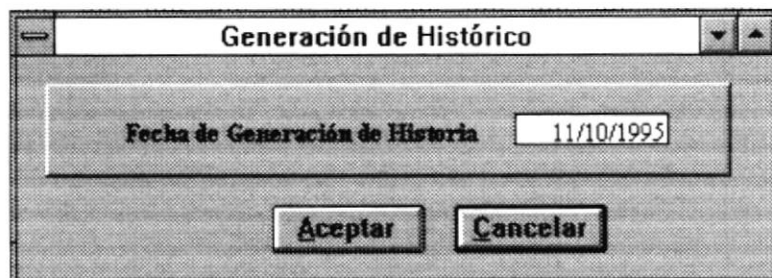 Generación de Histórico
Fecha de Generación de Historia 11/10/1995
Aceptar Cancelar